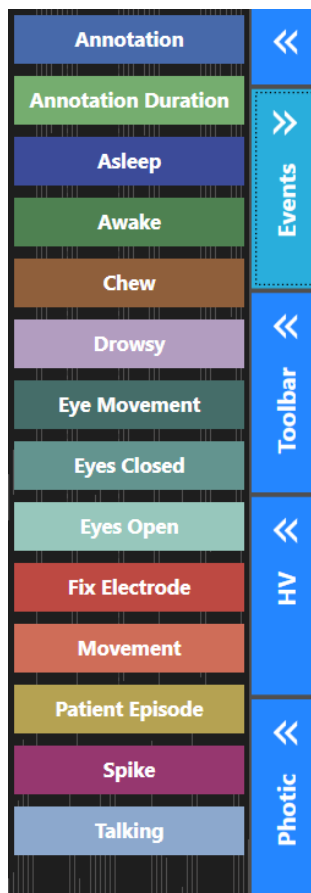 Annotation
Annotation Duration
Asleep
Awake
Chew
Drowsy
Eye Movement
Eyes Closed
Eyes Open
Fix Electrode
Movement
Patient Episode
Spike
Talking
Events
Toolbar
HV
Photic